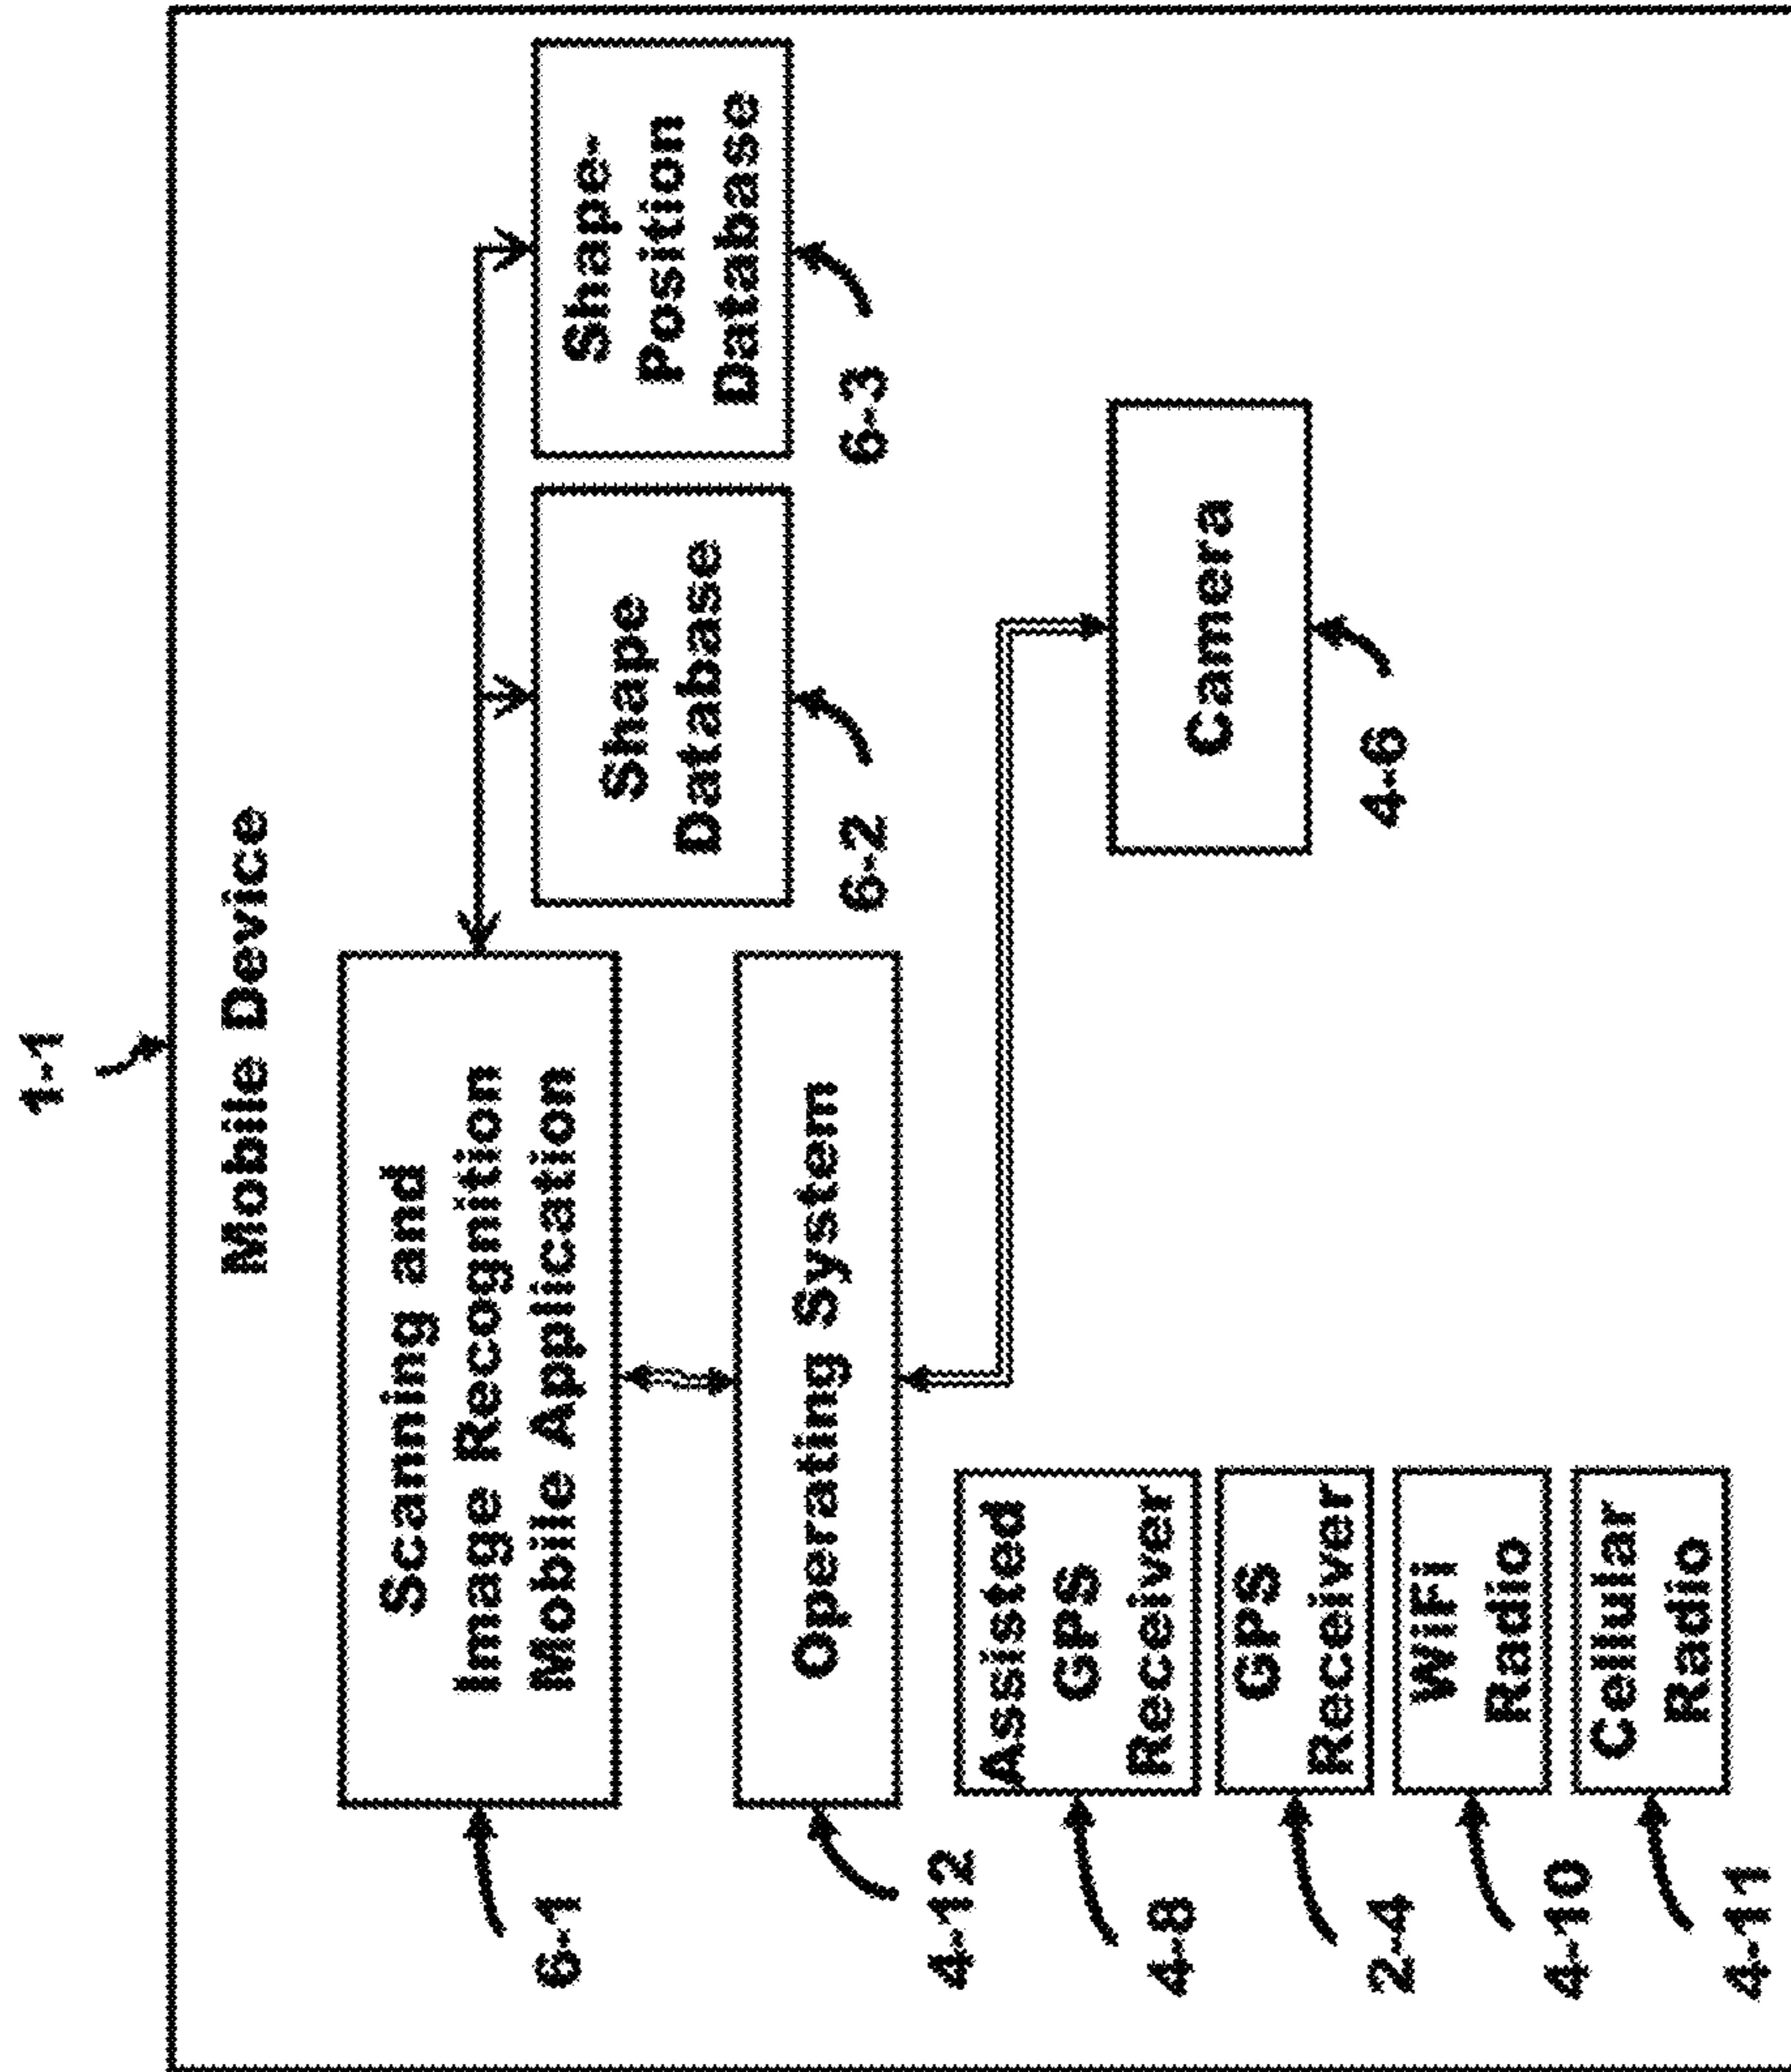 1-1
Mobile Device
Scanning and
Image Recognition
Mobile Application
6-1
Shape
Database
6-2
Shape-
Position
Database
6-3
Operating System
4-12
Assisted
GPS
Receiver
4-8
GPS
Receiver
2-4
WiFi
Radio
4-10
Cellular
Radio
4-11
Camera
4-6